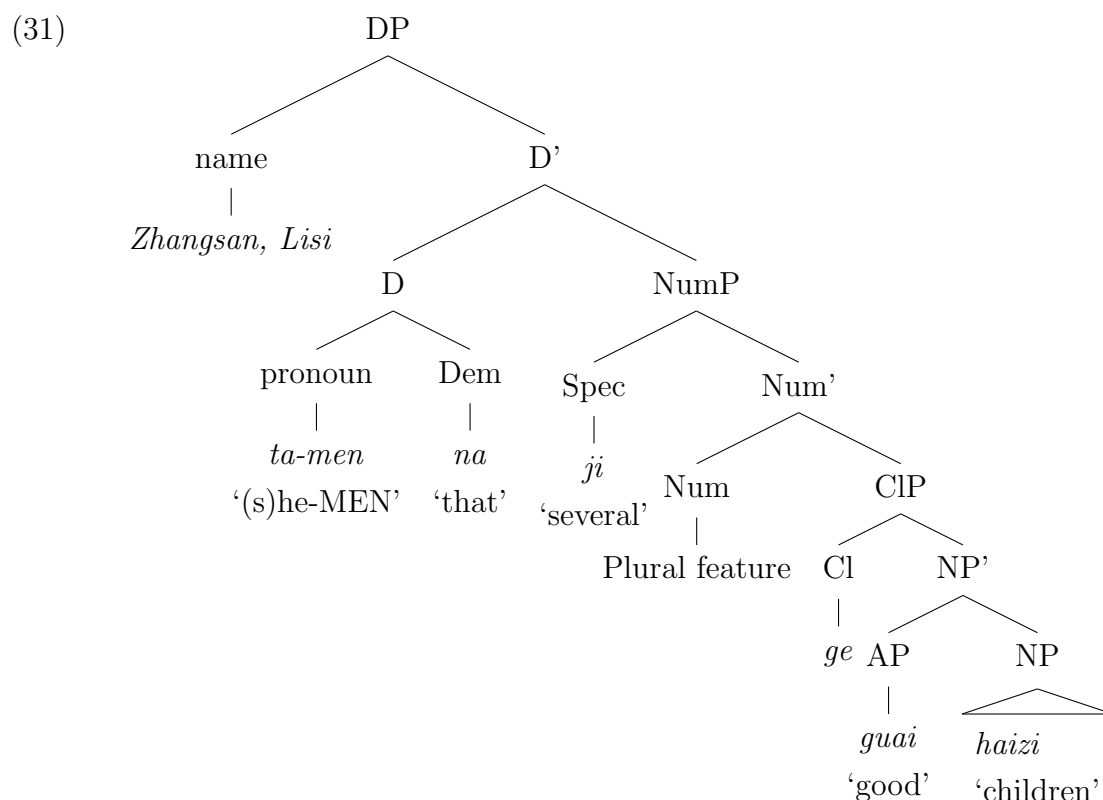 (31)
DP
name
D’
Zhangsan, Lisi
D
NumP
pronoun
Dem
Spec
Num’
ta-men
na
ji
‘(s)he-MEN’
‘that’
‘several’
Num
ClP
Plural feature
Cl
NP’
ge
AP
NP
guai
haizi
‘good’
‘children’